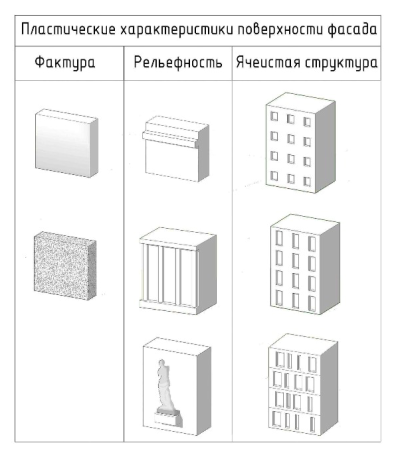 Пластические характеристики поверхности фасада
Фактура
Рельефность
Ячеистая структура